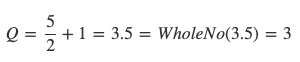 Q = 5/2 + 1 = 3.5 = WholeNo(3.5) = 3